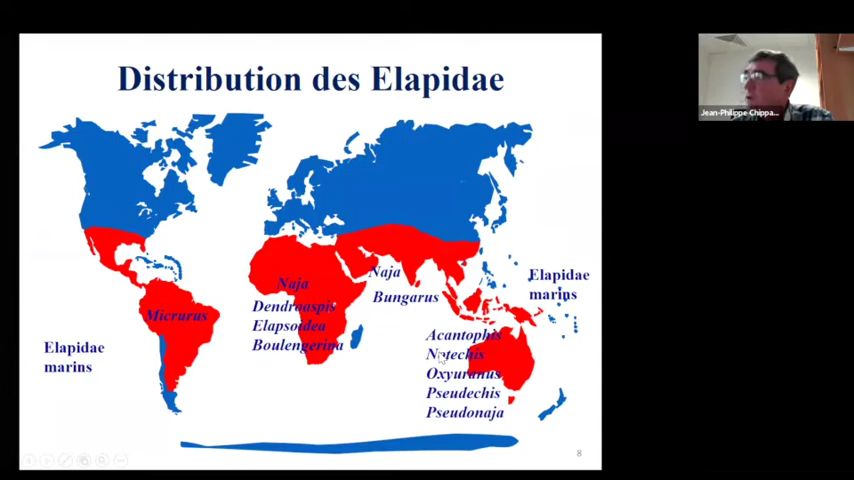 Distribution des Elapidae
Jean-Philippe Chippa...
Elapidae
marins
Micrurus
Naja
Dendroaspis
Elapsoidea
Boulengerina
Naja
Bungarus
Elapidae
marins
Acantophis
Notechis
Oxyuranus
Pseudechis
Pseudonaja
8